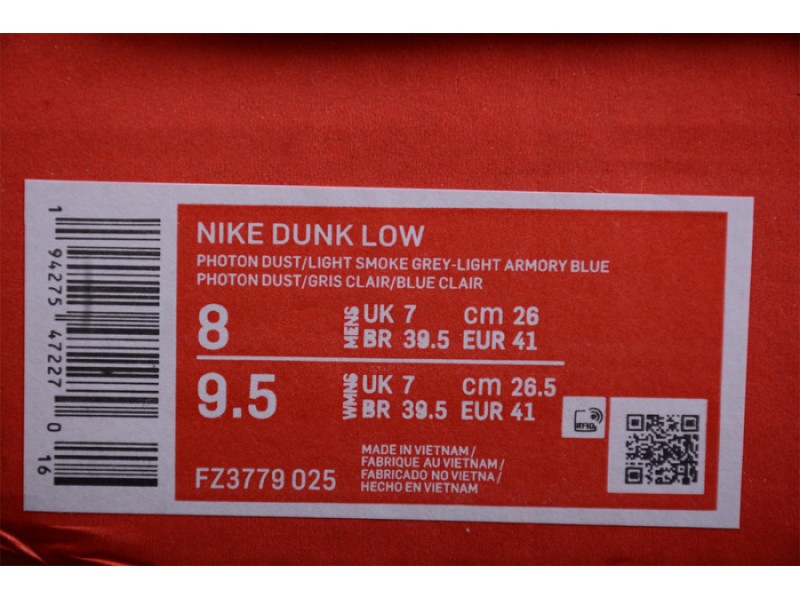 NIKE DUNK LOW
PHOTON DUST/LIGHT SMOKE GREY-LIGHT ARMORY BLUE
PHOTON DUST/GRIS CLAIR/BLUE CLAIR
8 MENS UK 7 cm 26
BR 39.5 EUR 41
9.5 WMNS UK 7 cm 26.5
BR 39.5 EUR 41
MADE IN VIETNAM/
FABRIQUE AU VIETNAM/
FABRICADO NO VIETNA/
HECHO EN VIETNAM
FZ3779 025
1 94275 47227 0 16